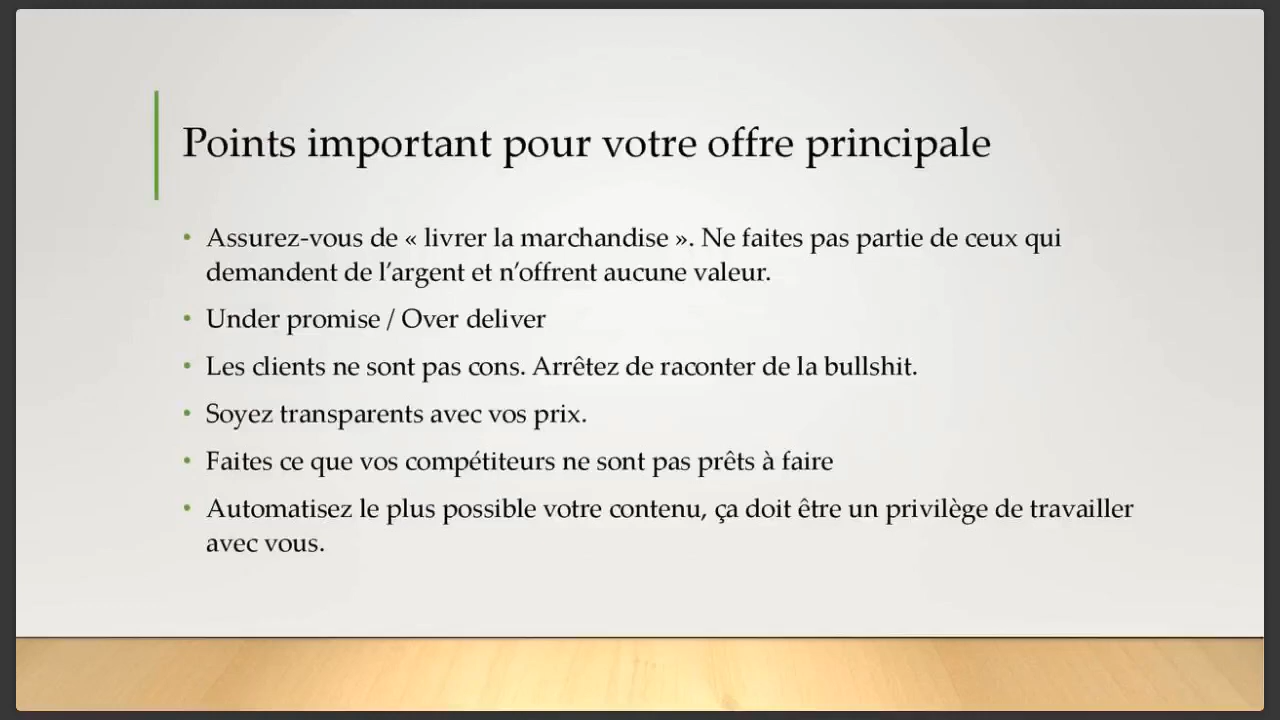 Points important pour votre offre principale
• Assurez-vous de « livrer la marchandise ». Ne faites pas partie de ceux qui
demandent de l’argent et n’offrent aucune valeur.
• Under promise / Over deliver
• Les clients ne sont pas cons. Arrêtez de raconter de la bullshit.
• Soyez transparents avec vos prix.
• Faites ce que vos compétiteurs ne sont pas prêts à faire
• Automatisez le plus possible votre contenu, ça doit être un privilège de travailler
avec vous.